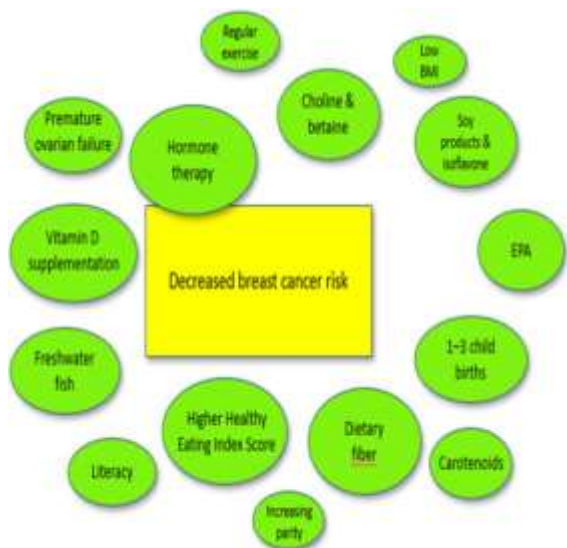 Regular
exercise
Low
BMI
Choline &
betaine
Soy
products &
isoflavone
Premature
ovarian failure
Hormone
therapy
Vitamin D
supplementation
Decreased breast cancer risk
EPA
Freshwater
fish
1-3 child
births
Higher Healthy
Eating Index Score
Dietary
fiber
Literacy
Carotenoids
Increasing
parity